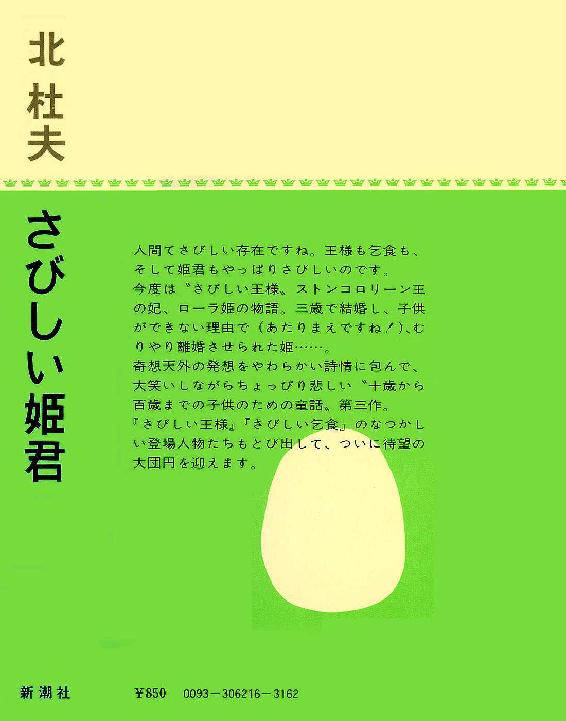 北杜夫
さびしい姫君
人間てさびしい存在ですね。王様も乞食も、
そして姫君もやっぱりさびしいのです。
今度は〝さびしい王様〟ストンコロリーン王
の妃、ローラ姫の物語。三歳で結婚し、子供
ができない理由で（あたりまえですね！）、む
りやり離婚させられた姫……。
奇想天外の発想をやわらかい詩情に包んで、
大笑いしながらちょっぴり悲しい〝十歳から
百歳までの子供のための童話〟第三作。
『さびしい王様』『さびしい乞食』のなつかし
い登場人物たちもとび出して、ついに待望の
大団円を迎えます。
新潮社
¥850 0093-306216-3162